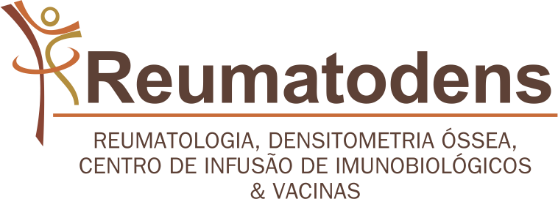 Reumatodens
REUMATOLOGIA, DENSITOMETRIA ÓSSEA,
CENTRO DE INFUSÃO DE IMUNOBIOLÓGICOS
& VACINAS